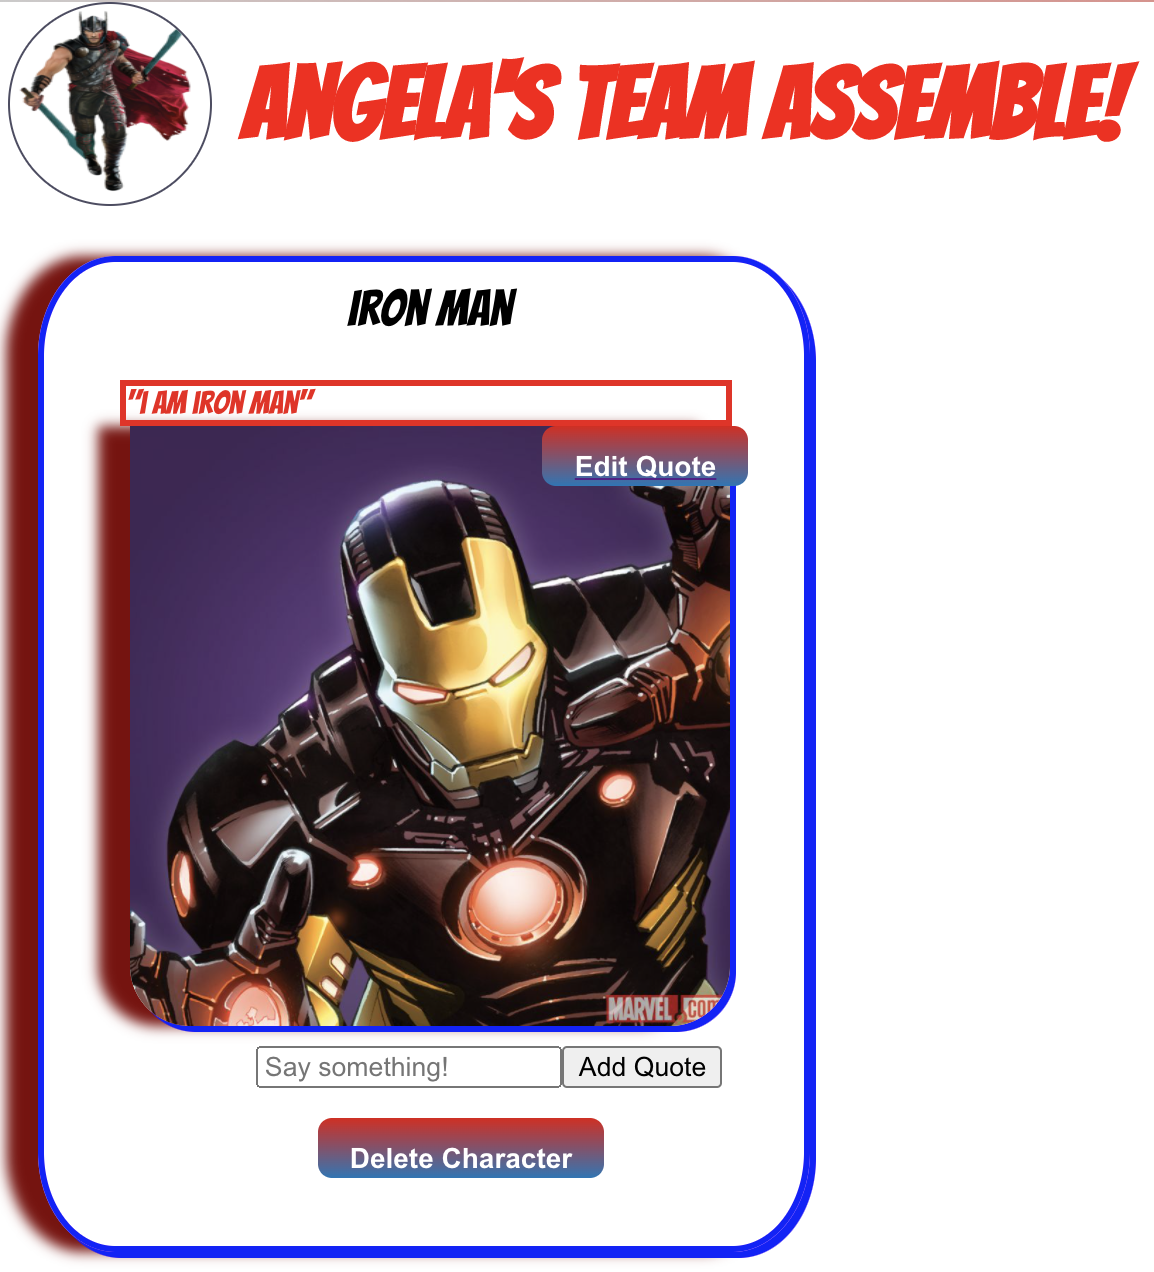 ANGELA'S TEAM ASSEMBLE!
IRON MAN
"I AM IRON MAN"
Edit Quote
MARVEL.COM
Say something!
Add Quote
Delete Character